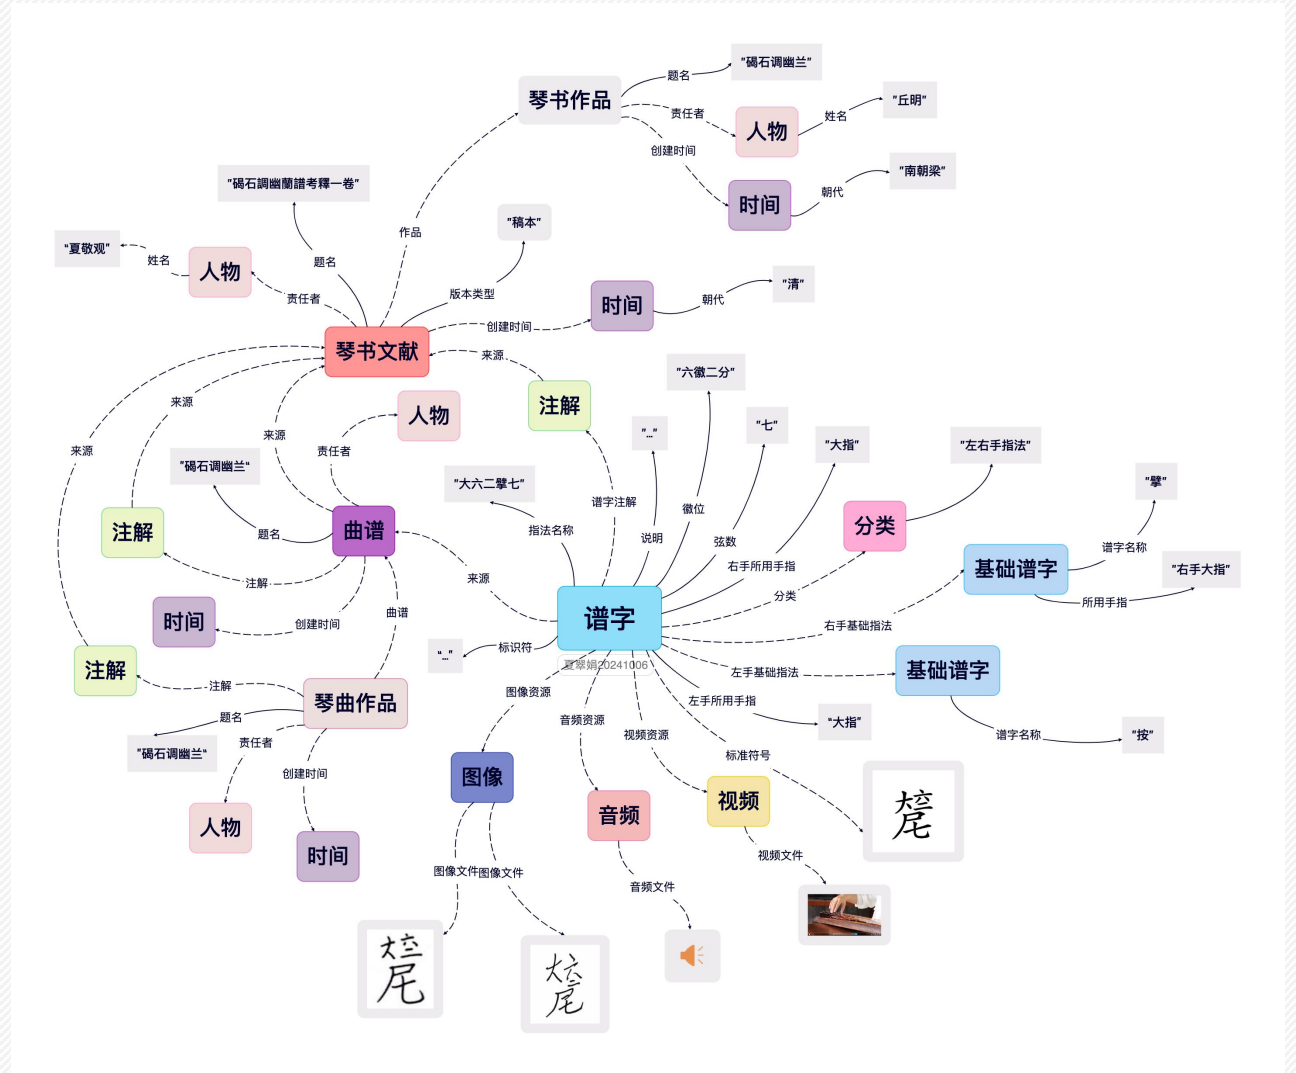 "碣石调幽兰"
题名
琴书作品
责任者
"丘明"
姓名
人物
创建时间
"南朝梁"
朝代
时间
"碣石調幽蘭譜考釋一卷"
"稿本"
作品
"夏敬观"
姓名
人物
题名
责任者
版本类型
时间
朝代
"清"
创建时间
琴书文献
来源
"六徽二分"
注解
来源
人物
"..."
"七"
"大指"
"左右手指法"
来源
责任者
来源
"碣石调幽兰“
"大六二擘七"
"擘"
谱字注解
徽位
注解
题名
曲谱
指法名称
说明
弦数
分类
谱字名称
右手所用手指
基础谱字
"右手大指"
注解
来源
分类
所用手指
时间
创建时间
曲谱
谱字
右手基础指法
标识符
“..."
夏翠娟20241006
注解
注解
左手基础指法
基础谱字
琴曲作品
图像资源
左手所用手指
题名
音频资源
视频资源
“大指"
谱字名称
"按"
责任者
"碣石调幽兰“
标准符号
创建时间
图像
视频
音频
人物
时间
视频文件
图像文件
图像文件
音频文件